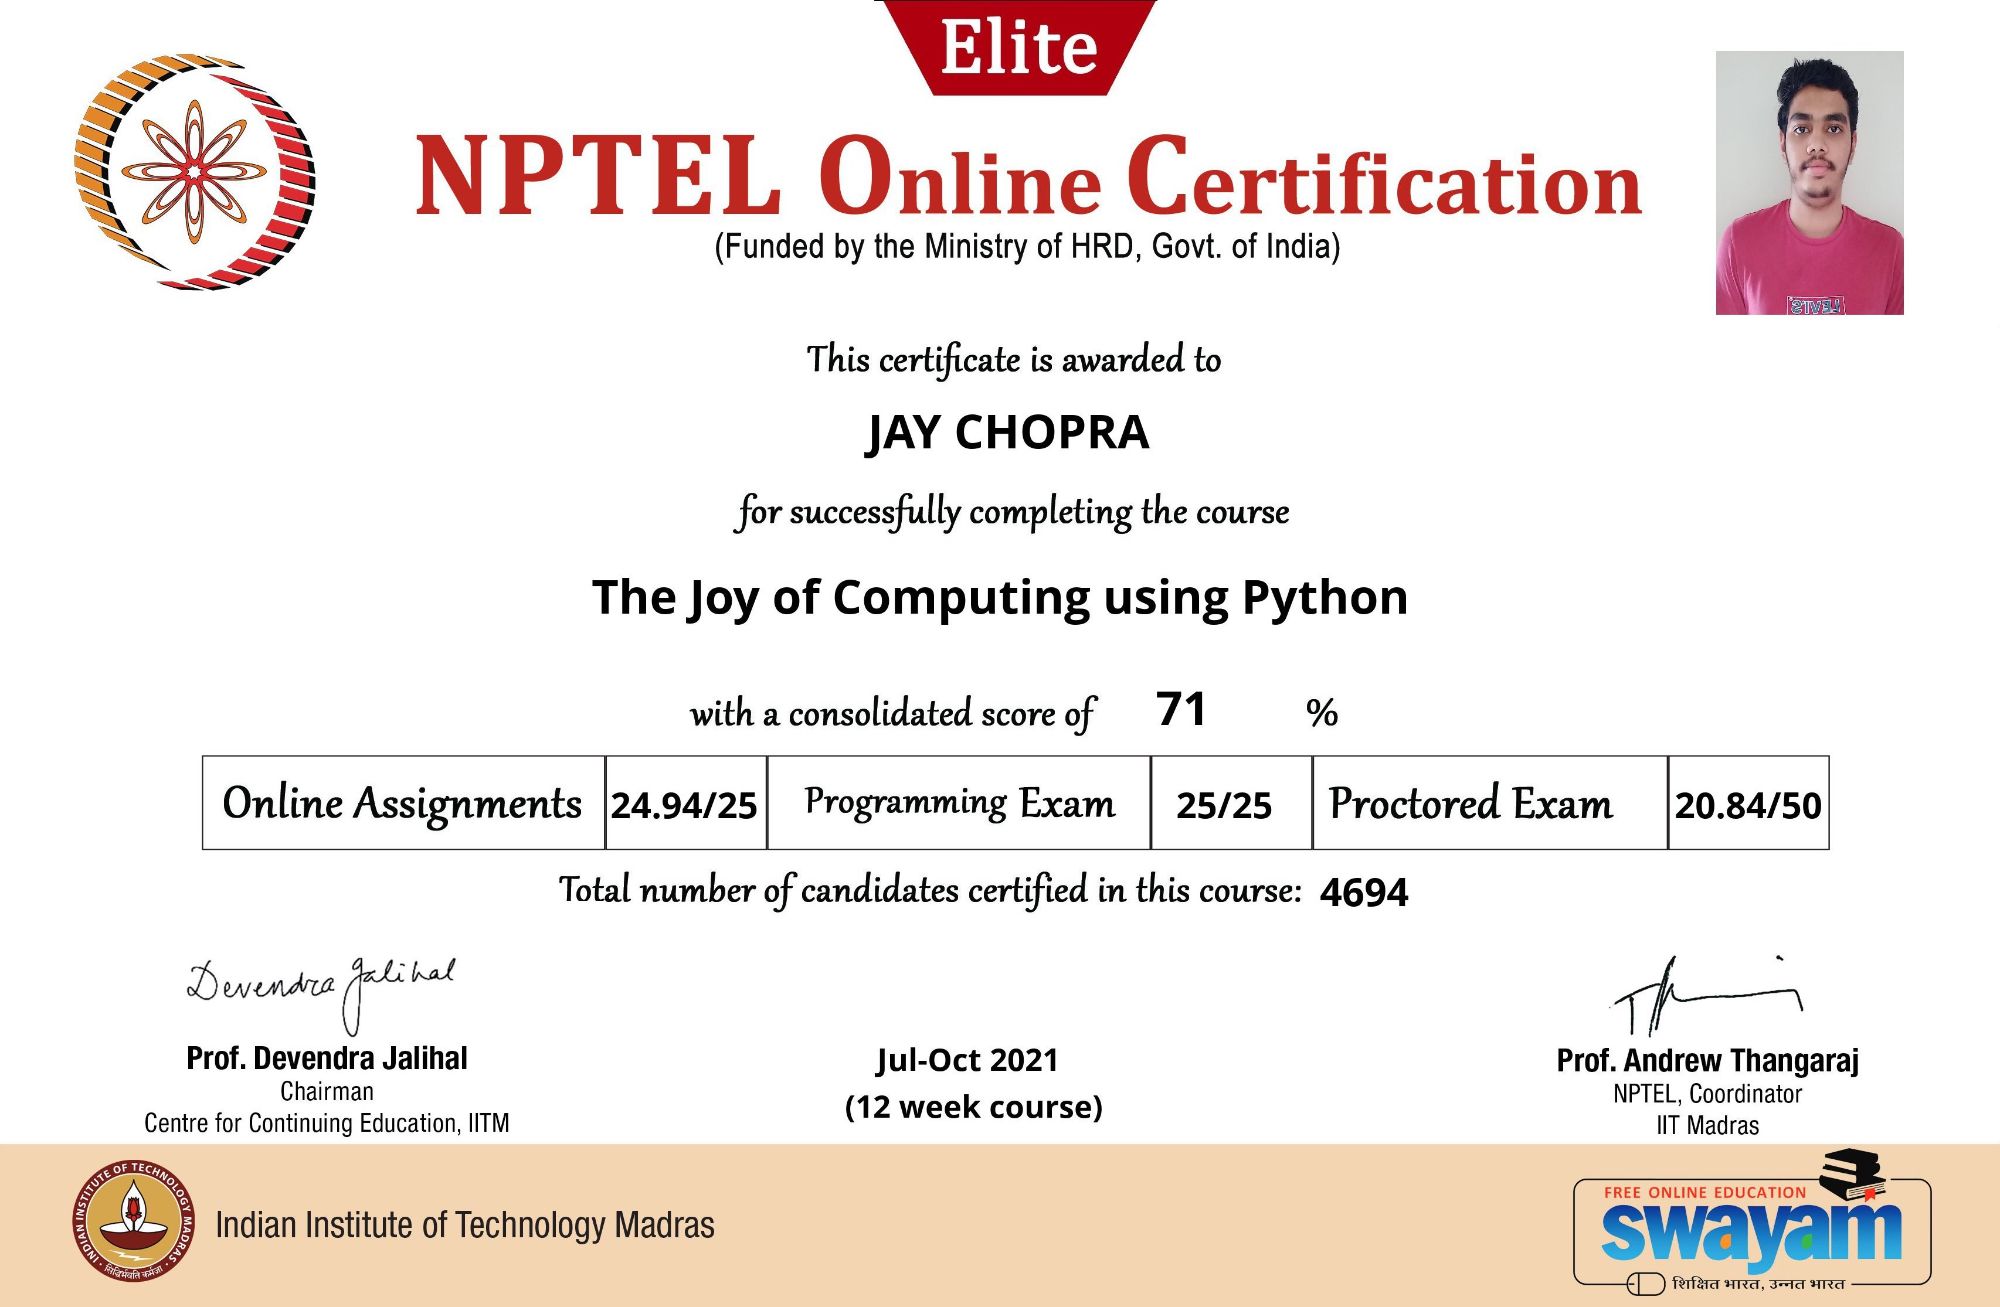 Elite
NPTEL Online Certification
(Funded by the Ministry of HRD, Govt. of India)
LEVI'S
This certificate is awarded to
JAY CHOPRA
for successfully completing the course
The Joy of Computing using Python
with a consolidated score of 71 %
Online Assignments 24.94/25 Programming Exam 25/25 Proctored Exam 20.84/50
Total number of candidates certified in this course: 4694
Devendra Jalihal
Prof. Devendra Jalihal
Chairman
Centre for Continuing Education, IITM
Jul-Oct 2021
(12 week course)
Prof. Andrew Thangaraj
NPTEL, Coordinator
IIT Madras
INDIAN INSTITUTE OF TECHNOLOGY MADRAS
सिद्धिर्भवति कर्मजा
Indian Institute of Technology Madras
FREE ONLINE EDUCATION
swayam
शिक्षित भारत, उन्नत भारत